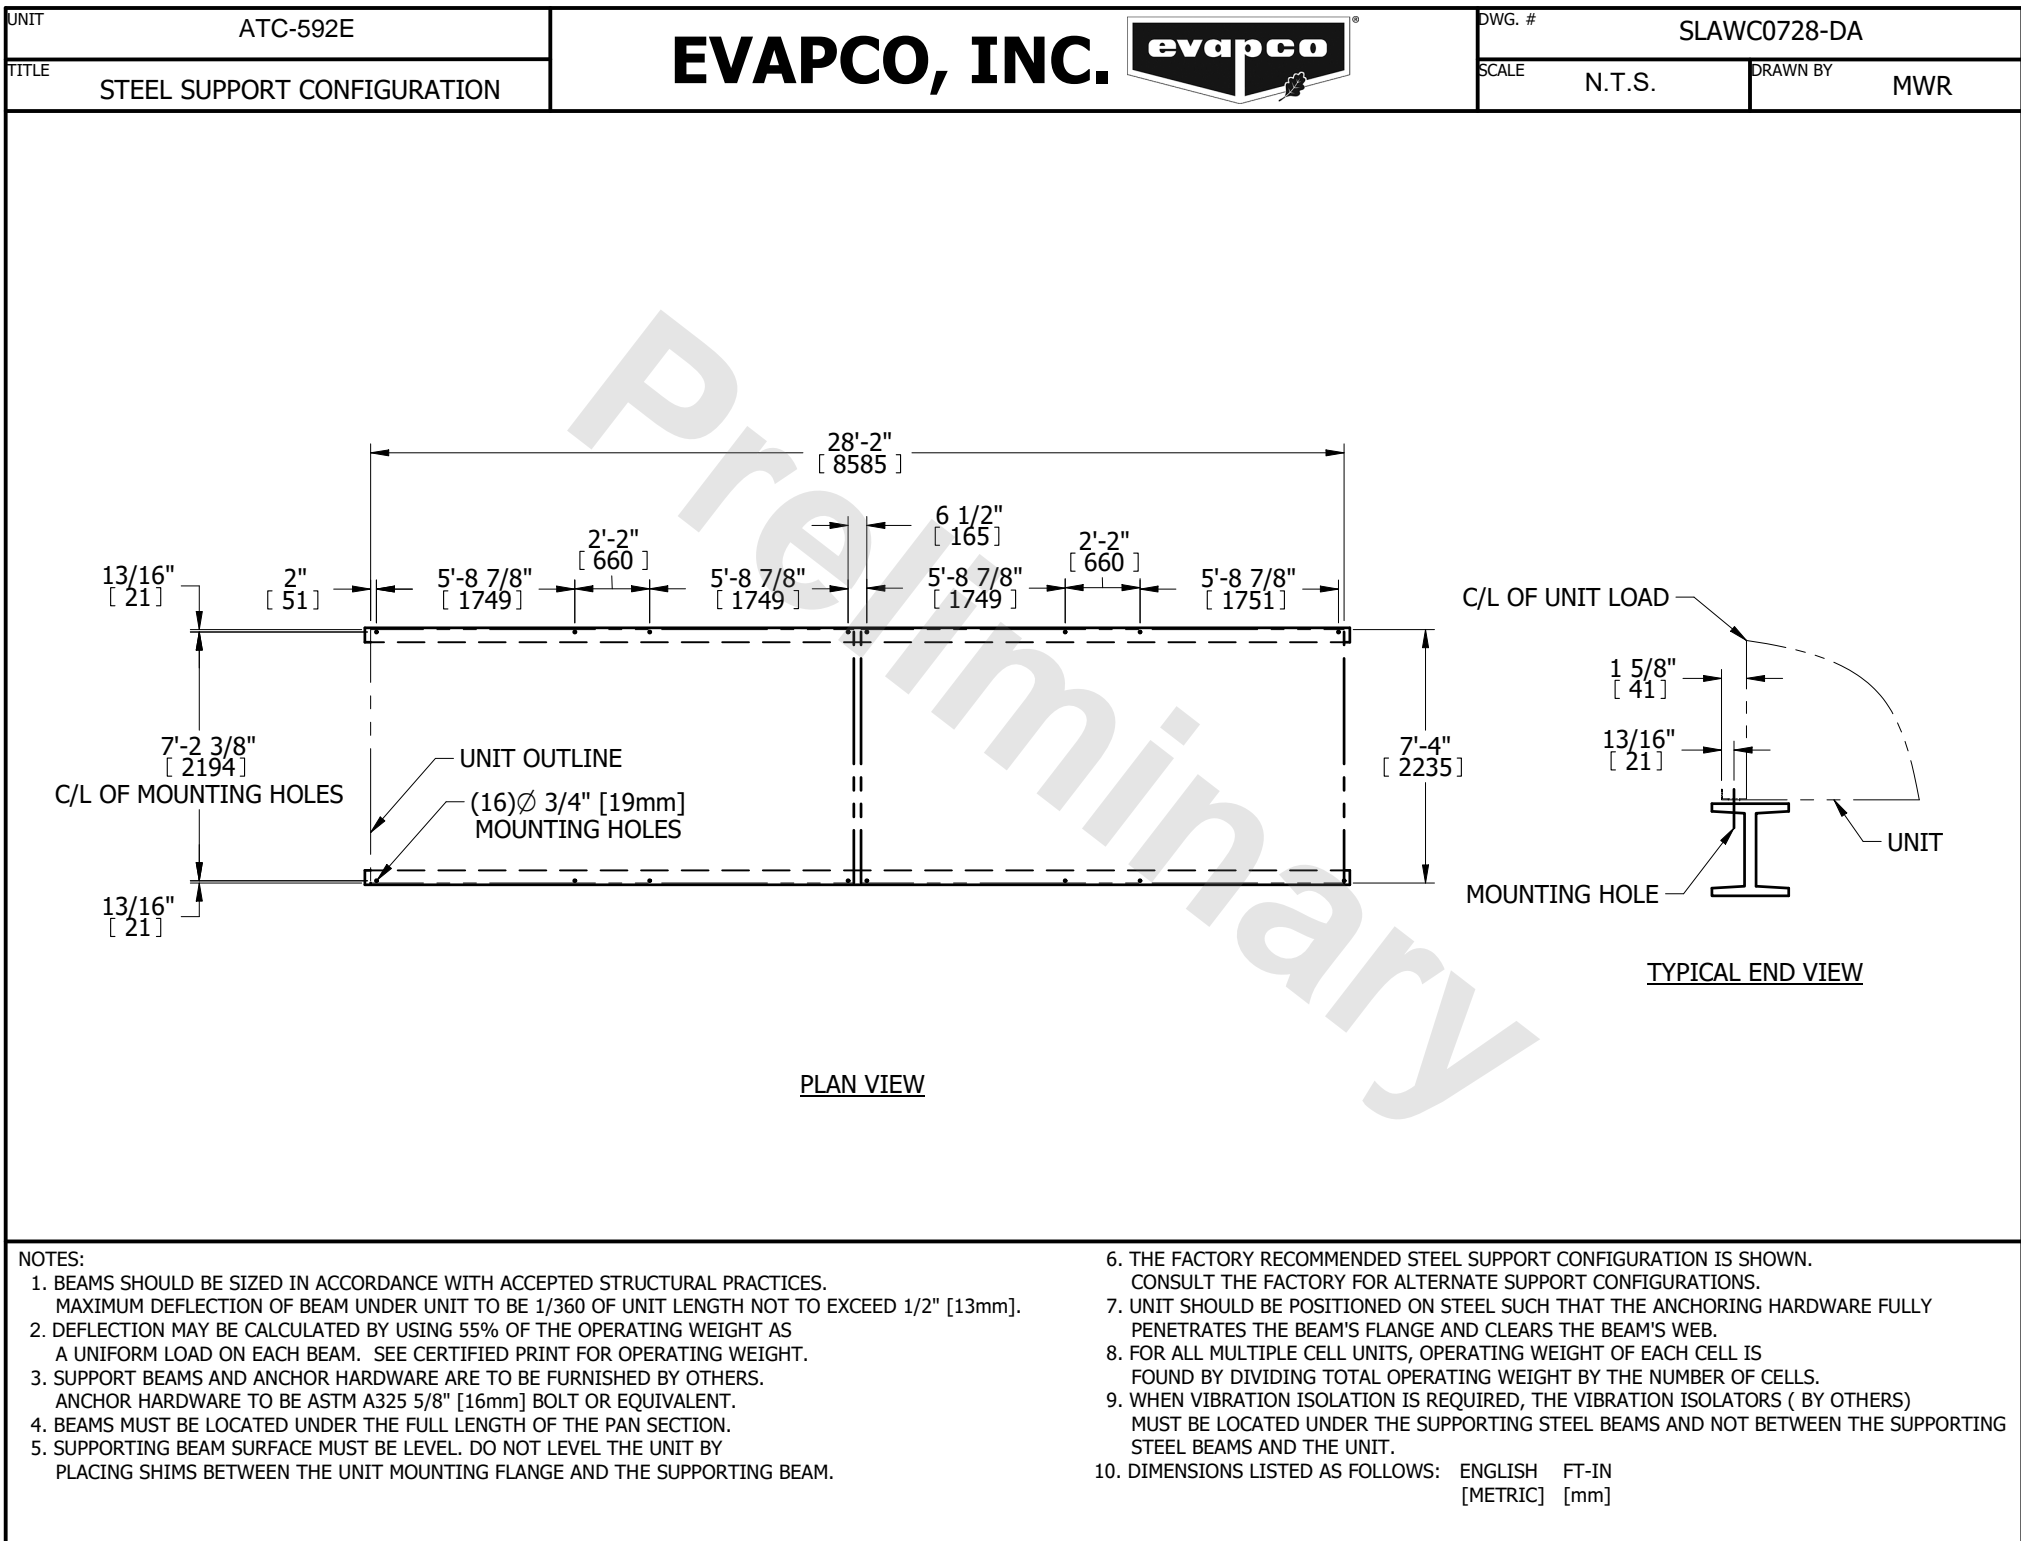 UNIT
ATC-592E
TITLE
STEEL SUPPORT CONFIGURATION
EVAPCO, INC.
evapco
®
DWG. #
SLAWC0728-DA
SCALE
N.T.S.
DRAWN BY
MWR
Preliminary
28'-2"
[ 8585 ]
6 1/2"
[ 165]
2'-2"
[ 660 ]
2'-2"
[ 660 ]
13/16"
[ 21]
2"
[ 51]
5'-8 7/8"
[ 1749]
5'-8 7/8"
[ 1749 ]
5'-8 7/8"
[ 1749 ]
5'-8 7/8"
[ 1751]
7'-2 3/8"
[ 2194]
C/L OF MOUNTING HOLES
UNIT OUTLINE
(16)Ø 3/4" [19mm]
MOUNTING HOLES
7'-4"
[ 2235]
13/16"
[ 21]
PLAN VIEW
C/L OF UNIT LOAD
1 5/8"
[ 41]
13/16"
[ 21]
UNIT
MOUNTING HOLE
TYPICAL END VIEW
NOTES:
1. BEAMS SHOULD BE SIZED IN ACCORDANCE WITH ACCEPTED STRUCTURAL PRACTICES.
MAXIMUM DEFLECTION OF BEAM UNDER UNIT TO BE 1/360 OF UNIT LENGTH NOT TO EXCEED 1/2" [13mm].
2. DEFLECTION MAY BE CALCULATED BY USING 55% OF THE OPERATING WEIGHT AS
A UNIFORM LOAD ON EACH BEAM. SEE CERTIFIED PRINT FOR OPERATING WEIGHT.
3. SUPPORT BEAMS AND ANCHOR HARDWARE ARE TO BE FURNISHED BY OTHERS.
ANCHOR HARDWARE TO BE ASTM A325 5/8" [16mm] BOLT OR EQUIVALENT.
4. BEAMS MUST BE LOCATED UNDER THE FULL LENGTH OF THE PAN SECTION.
5. SUPPORTING BEAM SURFACE MUST BE LEVEL. DO NOT LEVEL THE UNIT BY
PLACING SHIMS BETWEEN THE UNIT MOUNTING FLANGE AND THE SUPPORTING BEAM.
6. THE FACTORY RECOMMENDED STEEL SUPPORT CONFIGURATION IS SHOWN.
CONSULT THE FACTORY FOR ALTERNATE SUPPORT CONFIGURATIONS.
7. UNIT SHOULD BE POSITIONED ON STEEL SUCH THAT THE ANCHORING HARDWARE FULLY
PENETRATES THE BEAM'S FLANGE AND CLEARS THE BEAM'S WEB.
8. FOR ALL MULTIPLE CELL UNITS, OPERATING WEIGHT OF EACH CELL IS
FOUND BY DIVIDING TOTAL OPERATING WEIGHT BY THE NUMBER OF CELLS.
9. WHEN VIBRATION ISOLATION IS REQUIRED, THE VIBRATION ISOLATORS ( BY OTHERS)
MUST BE LOCATED UNDER THE SUPPORTING STEEL BEAMS AND NOT BETWEEN THE SUPPORTING
STEEL BEAMS AND THE UNIT.
10. DIMENSIONS LISTED AS FOLLOWS: ENGLISH FT-IN
[METRIC] [mm]